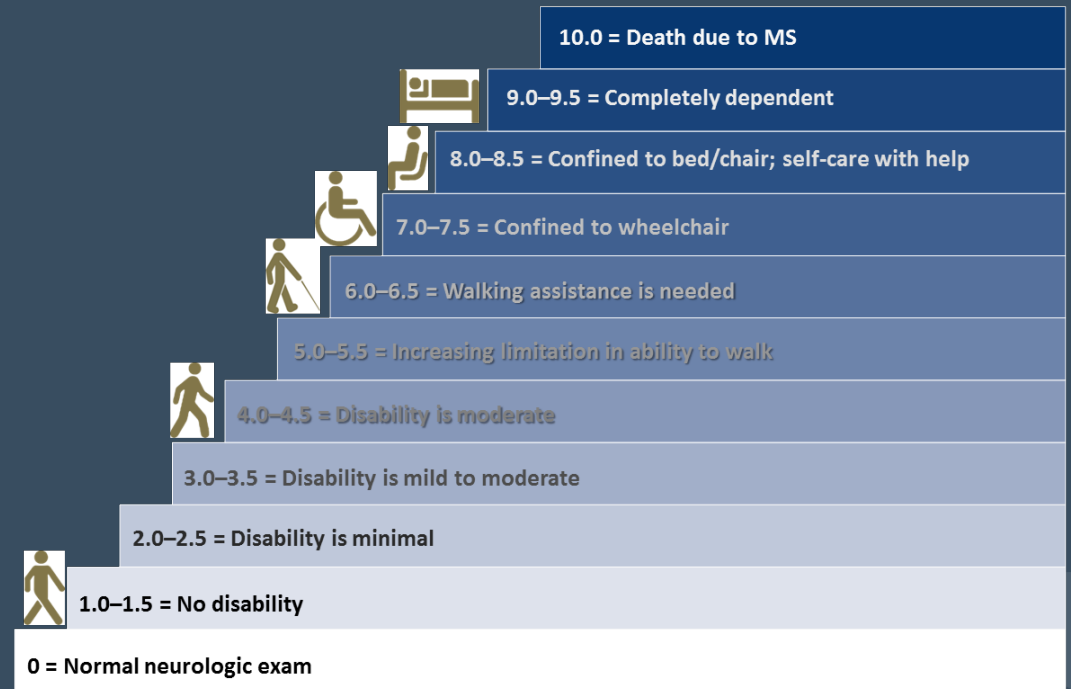 10.0 = Death due to MS
9.0–9.5 = Completely dependent
8.0–8.5 = Confined to bed/chair; self-care with help
7.0–7.5 = Confined to wheelchair
6.0–6.5 = Walking assistance is needed
5.0–5.5 = Increasing limitation in ability to walk
4.0–4.5 = Disability is moderate
3.0–3.5 = Disability is mild to moderate
2.0–2.5 = Disability is minimal
1.0–1.5 = No disability
0 = Normal neurologic exam